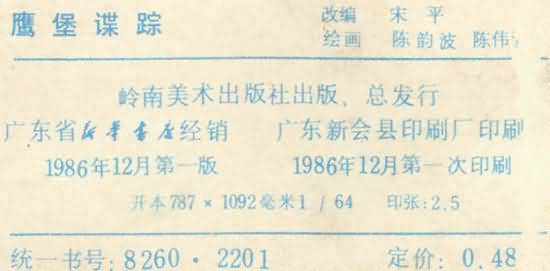 鹰堡谍踪
改编 宋平
绘画 陈韵波 陈伟
岭南美术出版社出版、总发行
广东省新华书店经销 广东新会县印刷厂印刷
1986年12月第一版 1986年12月第一次印刷
开本787×1092毫米1/64 印张:2.5
统一书号:8260·2201 定价:0.48